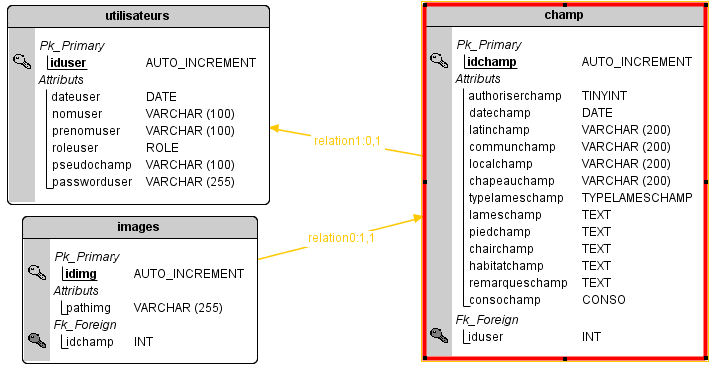 utilisateurs
Pk_Primary
iduser AUTO_INCREMENT
Attributs
dateuser DATE
nomuser VARCHAR (100)
prenomuser VARCHAR (100)
roleuser ROLE
pseudochamp VARCHAR (100)
passworduser VARCHAR (255)
champ
Pk_Primary
idchamp AUTO_INCREMENT
Attributs
authoriserchamp TINYINT
datechamp DATE
latinchamp VARCHAR (200)
communchamp VARCHAR (200)
localchamp VARCHAR (200)
chapeauchamp VARCHAR (200)
typelameschamp TYPELAMESCHAMP
lameschamp TEXT
piedchamp TEXT
chairchamp TEXT
habitatchamp TEXT
remarqueschamp TEXT
consochamp CONSO
Fk_Foreign
iduser INT
relation1:0,1
images
Pk_Primary
idimg AUTO_INCREMENT
Attributs
pathimg VARCHAR (255)
Fk_Foreign
idchamp INT
relation0:1,1